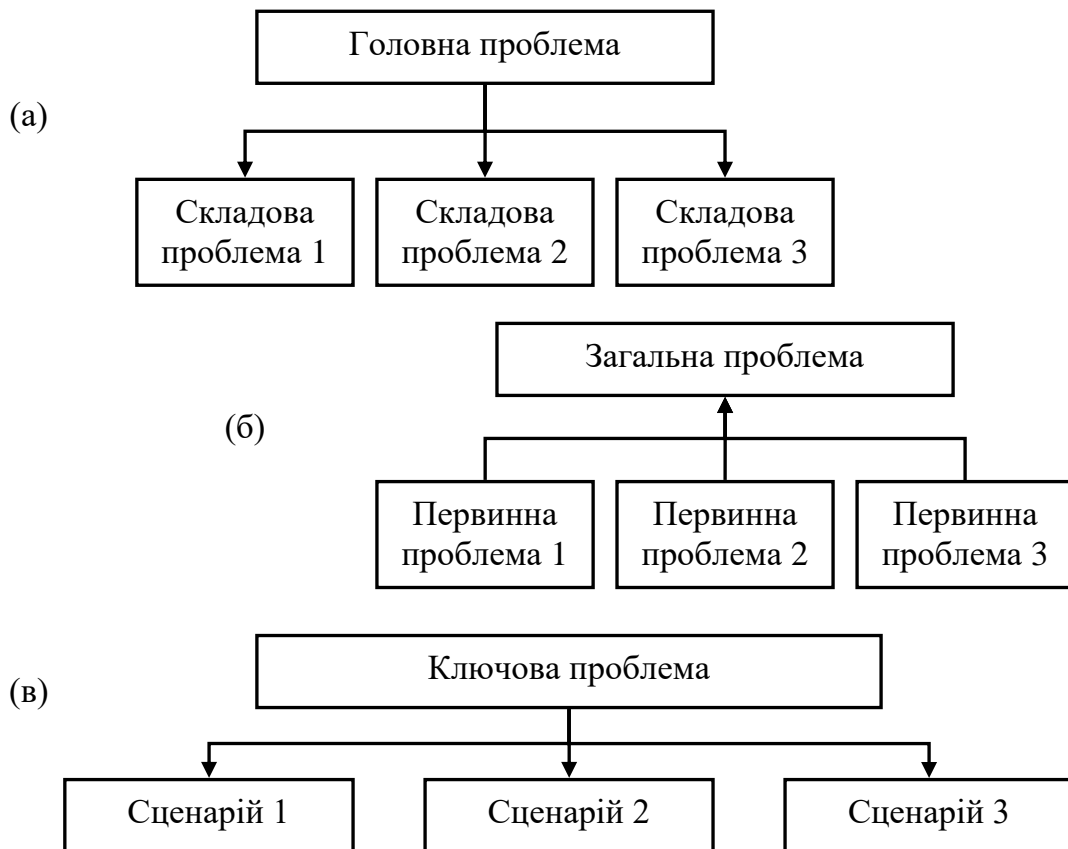 Головна проблема
(а)
Складова
проблема 1
Складова
проблема 2
Складова
проблема 3
Загальна проблема
(б)
Первинна
проблема 1
Первинна
проблема 2
Первинна
проблема 3
Ключова проблема
(в)
Сценарій 1
Сценарій 2
Сценарій 3